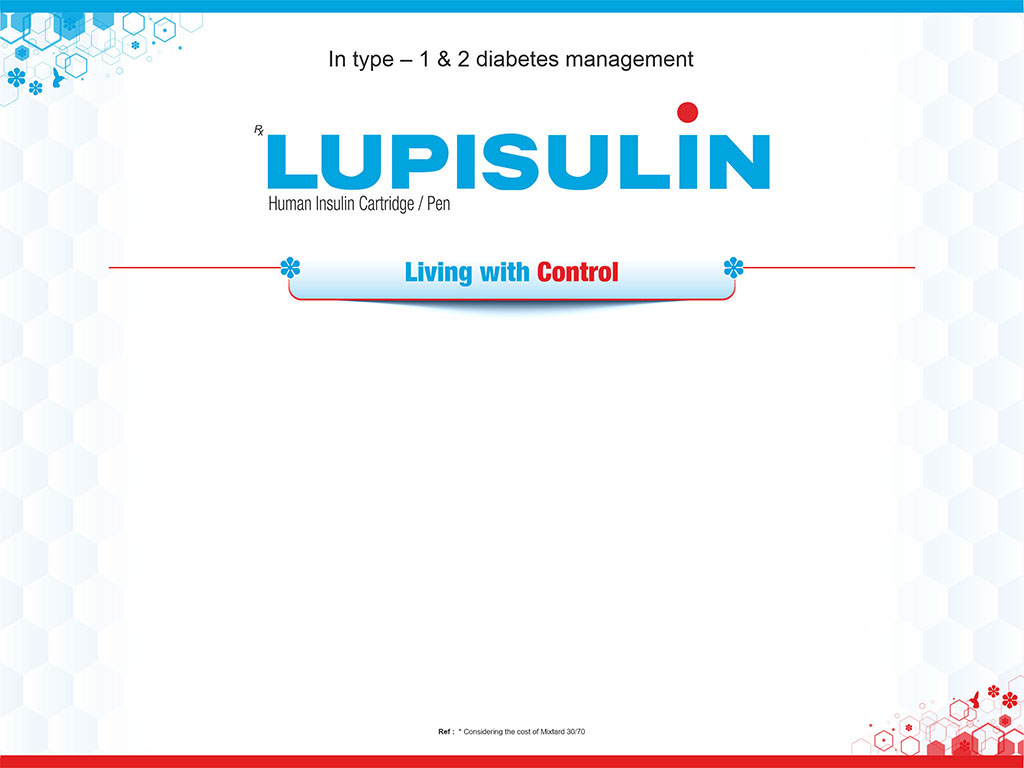 In type – 1 & 2 diabetes management
Rx LUPISULiN
Human Insulin Cartridge / Pen
Living with Control
Ref : * Considering the cost of Mixtard 30/70